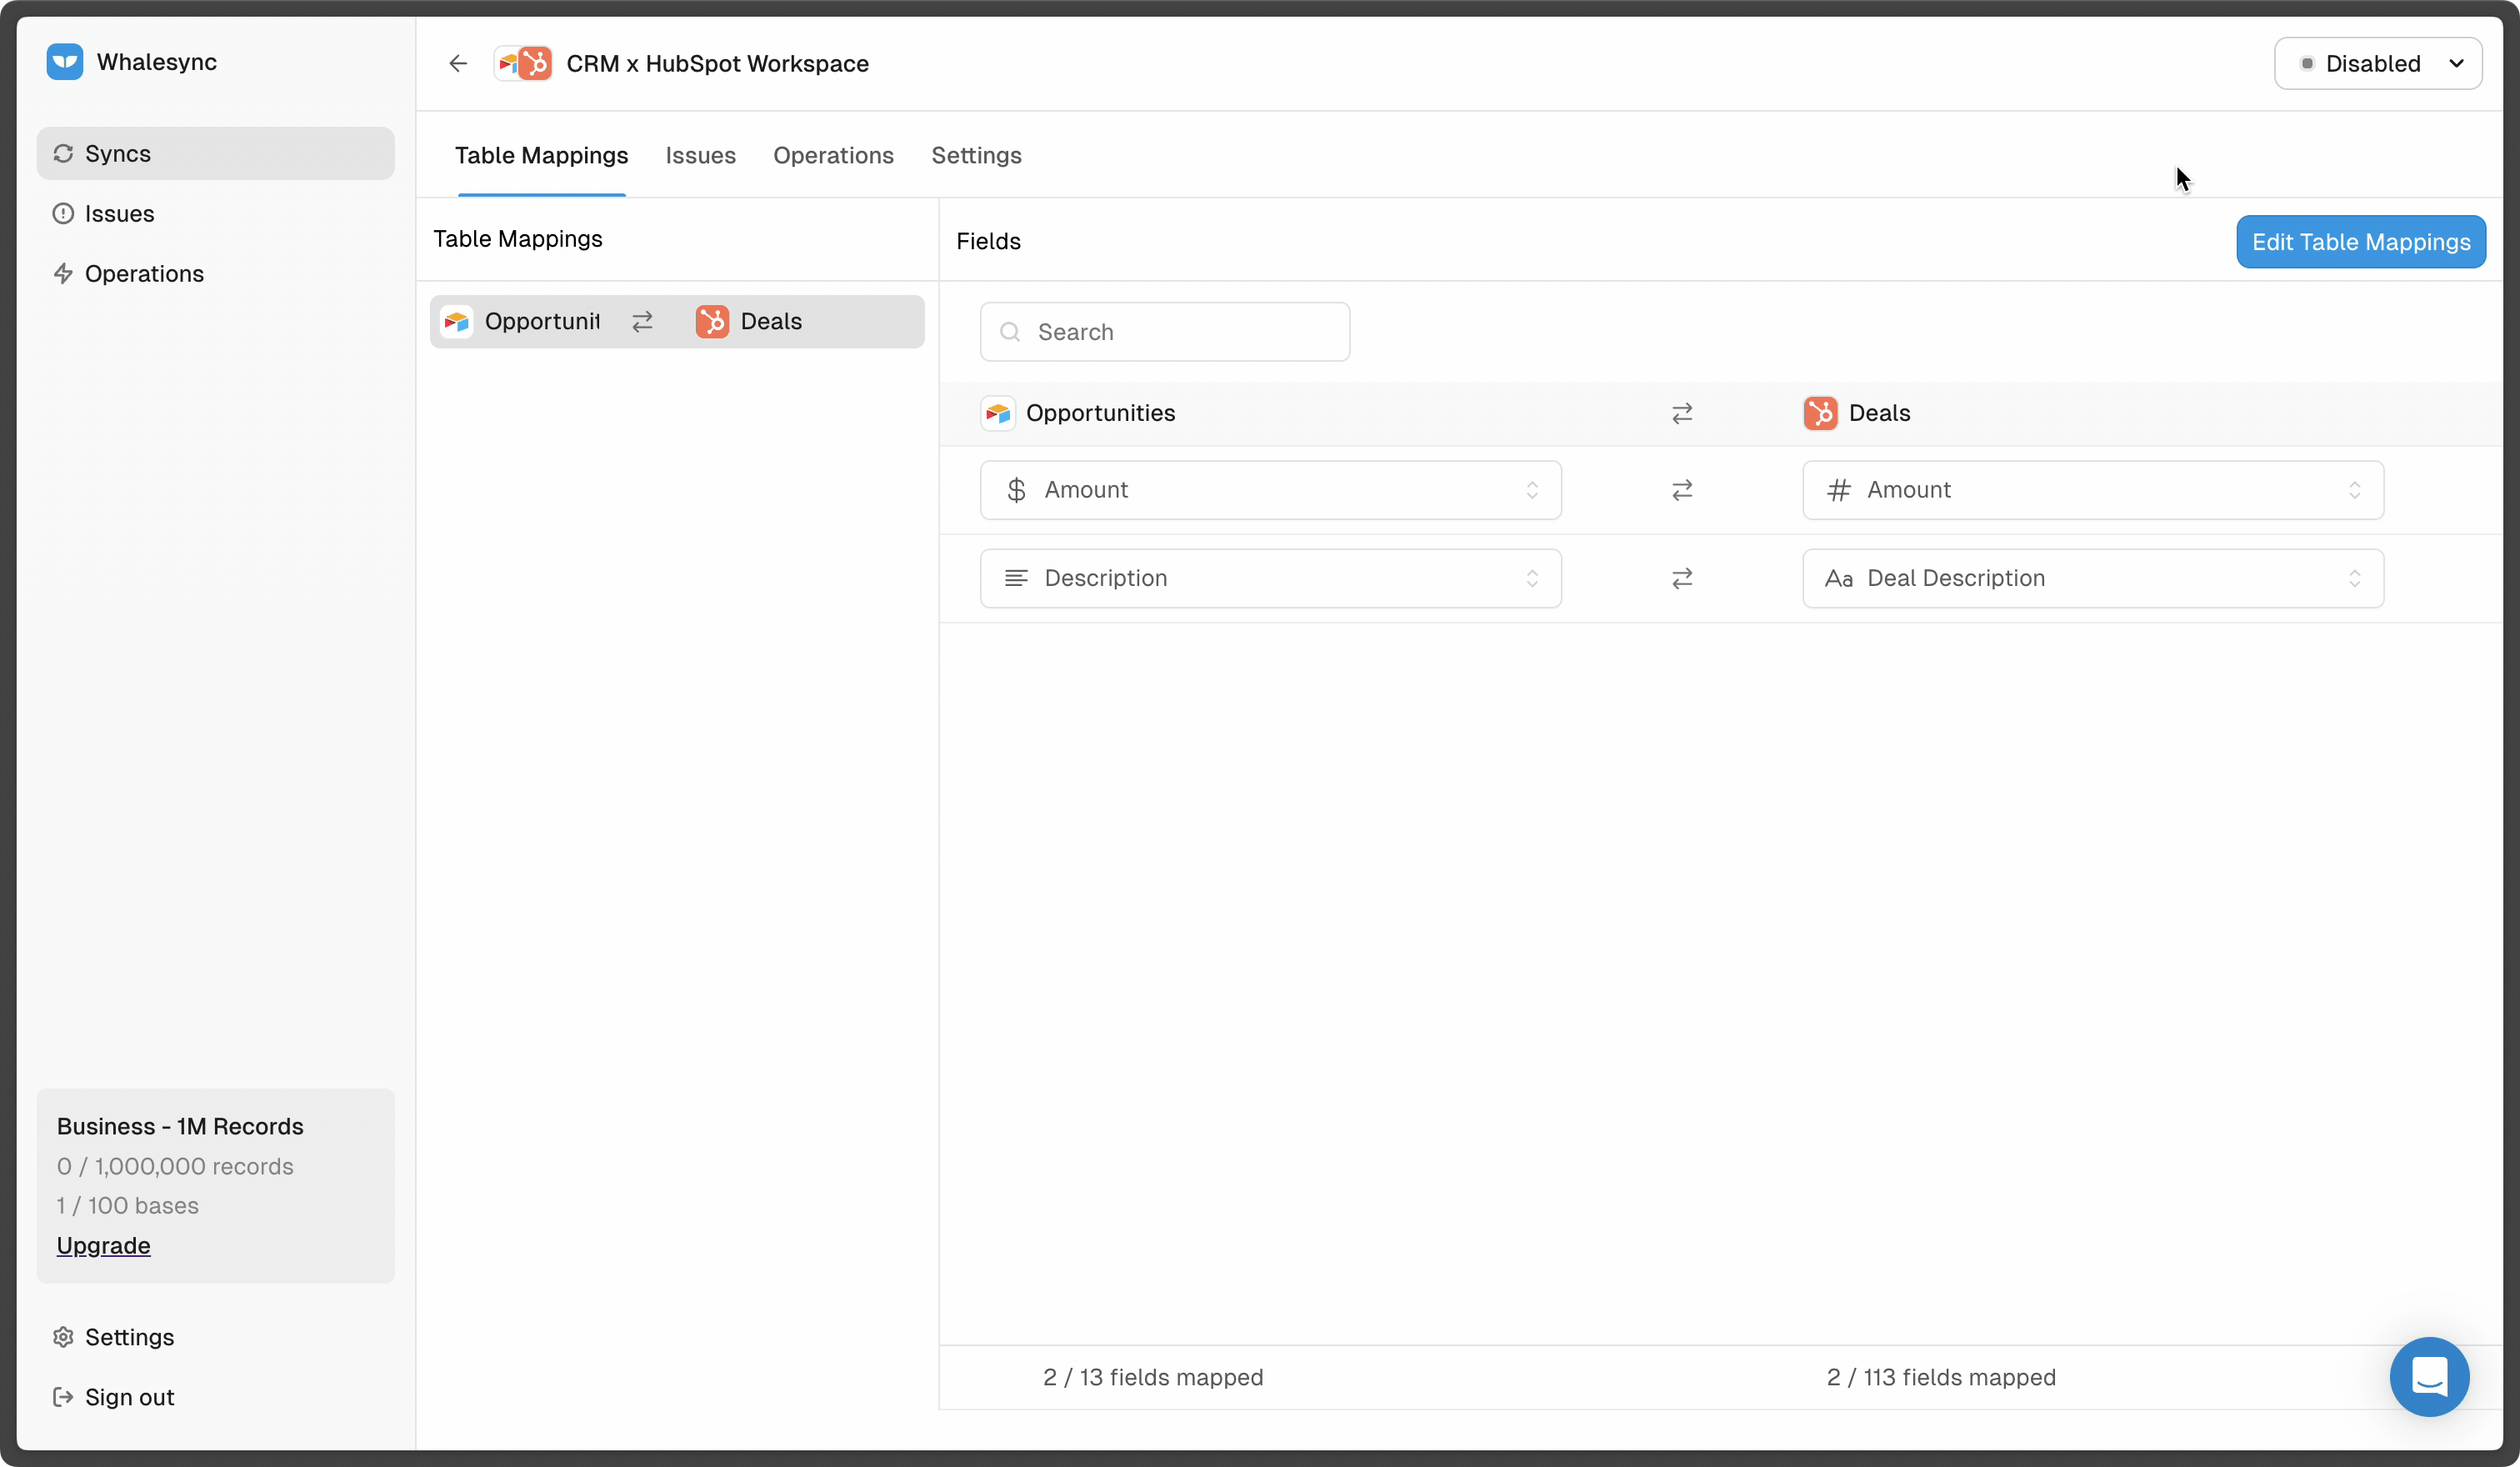 Whalesync
CRM x HubSpot Workspace
Disabled
Syncs
Issues
Operations
Table Mappings
Issues
Operations
Settings
Table Mappings
Fields
Edit Table Mappings
Opportunit
Deals
Search
Opportunities
Deals
Amount
# Amount
Description
Aa Deal Description
Business - 1M Records
0 / 1,000,000 records
1 / 100 bases
Upgrade
Settings
Sign out
2 / 13 fields mapped
2 / 113 fields mapped